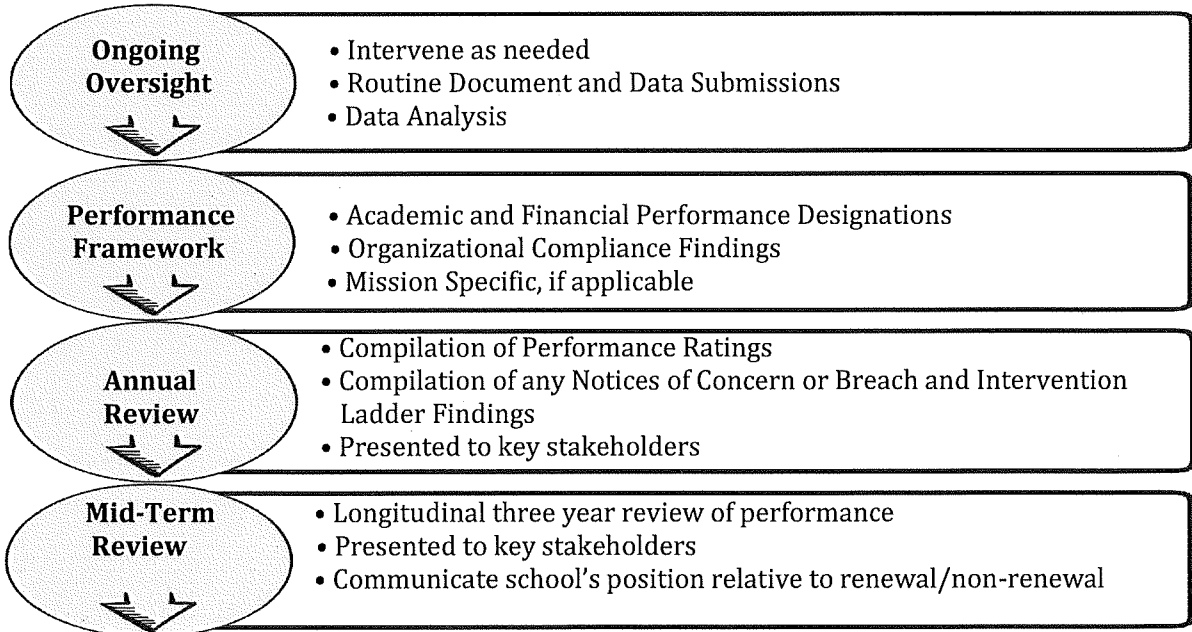 Ongoing
Oversight
• Intervene as needed
• Routine Document and Data Submissions
• Data Analysis
Performance
Framework
• Academic and Financial Performance Designations
• Organizational Compliance Findings
• Mission Specific, if applicable
Annual
Review
• Compilation of Performance Ratings
• Compilation of any Notices of Concern or Breach and Intervention
Ladder Findings
• Presented to key stakeholders
Mid-Term
Review
• Longitudinal three year review of performance
• Presented to key stakeholders
• Communicate school's position relative to renewal/non-renewal